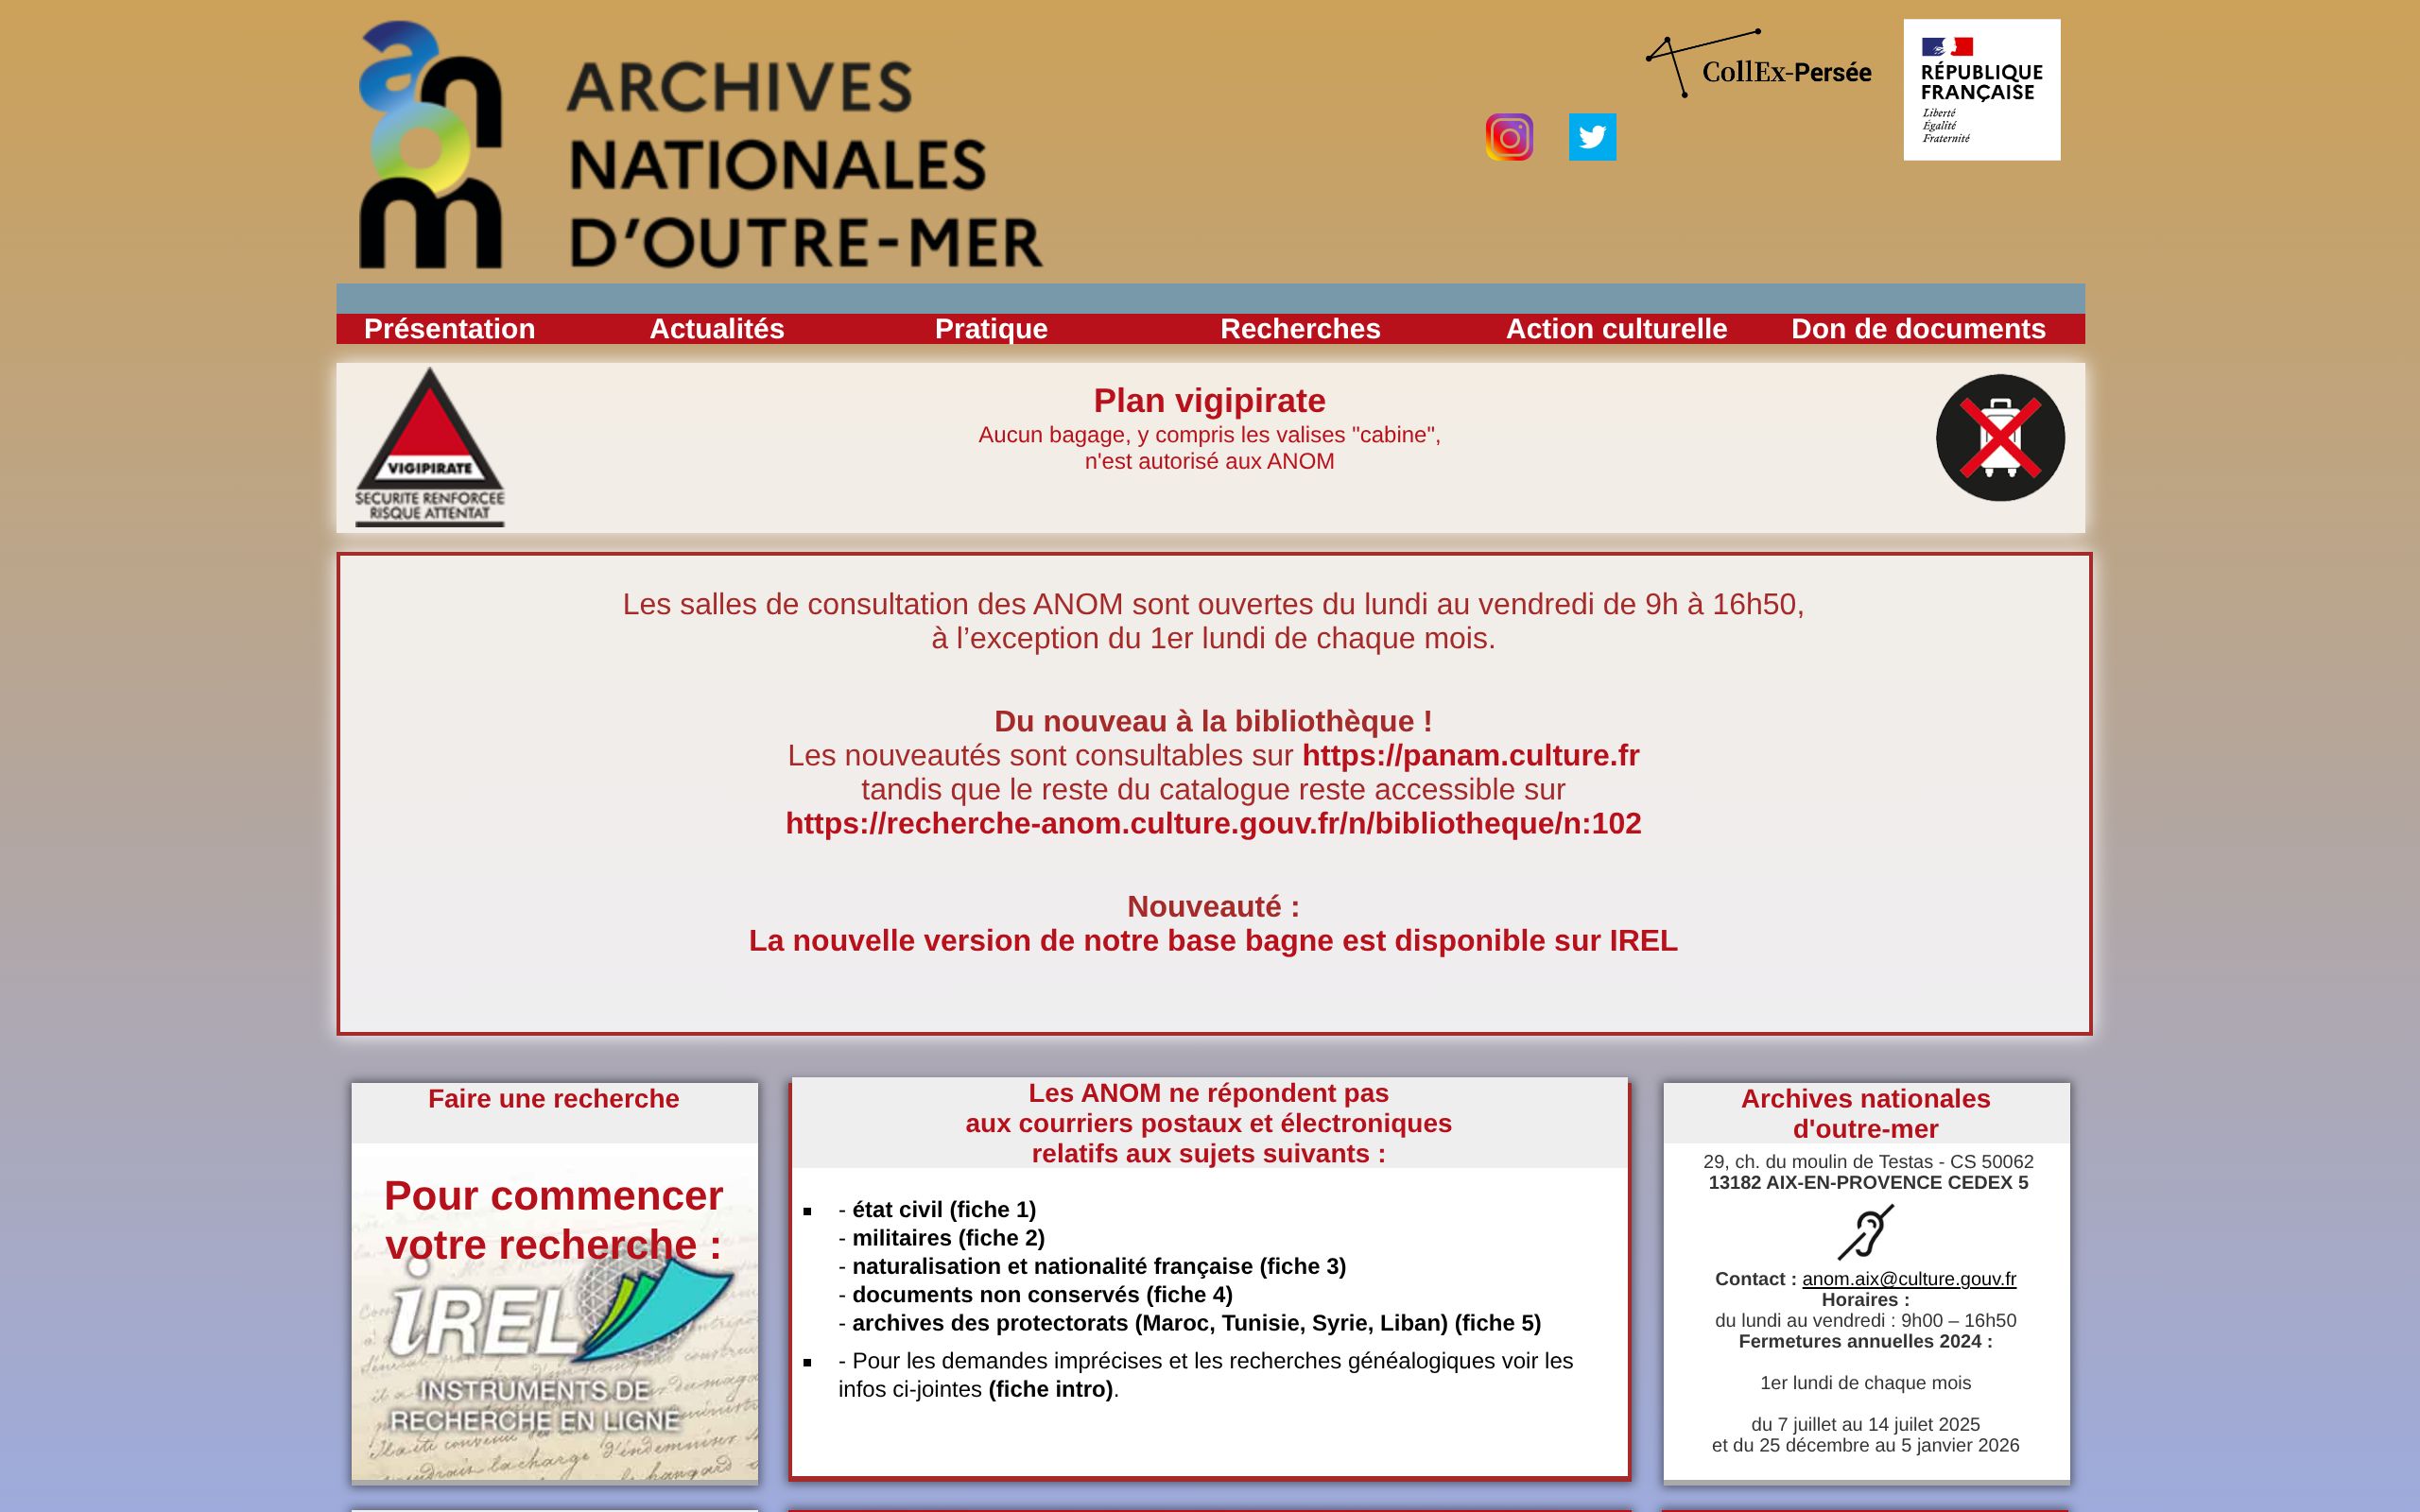 anom
ARCHIVES
NATIONALES
D'OUTRE-MER
CollEx-Persée
RÉPUBLIQUE
FRANÇAISE
Liberté
Égalité
Fraternité
Présentation Actualités Pratique Recherches Action culturelle Don de documents
VIGIPIRATE
SECURITE RENFORCEE
RISQUE ATTENTAT
Plan vigipirate
Aucun bagage, y compris les valises "cabine",
n'est autorisé aux ANOM
Les salles de consultation des ANOM sont ouvertes du lundi au vendredi de 9h à 16h50,
à l’exception du 1er lundi de chaque mois.
Du nouveau à la bibliothèque !
Les nouveautés sont consultables sur https://panam.culture.fr
tandis que le reste du catalogue reste accessible sur
https://recherche-anom.culture.gouv.fr/n/bibliotheque/n:102
Nouveauté :
La nouvelle version de notre base bagne est disponible sur IREL
Faire une recherche
Pour commencer
votre recherche :
iREL
INSTRUMENTS DE
RECHERCHE EN LIGNE
Les ANOM ne répondent pas
aux courriers postaux et électroniques
relatifs aux sujets suivants :
- état civil (fiche 1)
- militaires (fiche 2)
- naturalisation et nationalité française (fiche 3)
- documents non conservés (fiche 4)
- archives des protectorats (Maroc, Tunisie, Syrie, Liban) (fiche 5)
- Pour les demandes imprécises et les recherches généalogiques voir les
infos ci-jointes (fiche intro).
Archives nationales
d'outre-mer
29, ch. du moulin de Testas - CS 50062
13182 AIX-EN-PROVENCE CEDEX 5
Contact : anom.aix@culture.gouv.fr
Horaires :
du lundi au vendredi : 9h00 – 16h50
Fermetures annuelles 2024 :
1er lundi de chaque mois
du 7 juillet au 14 juilet 2025
et du 25 décembre au 5 janvier 2026